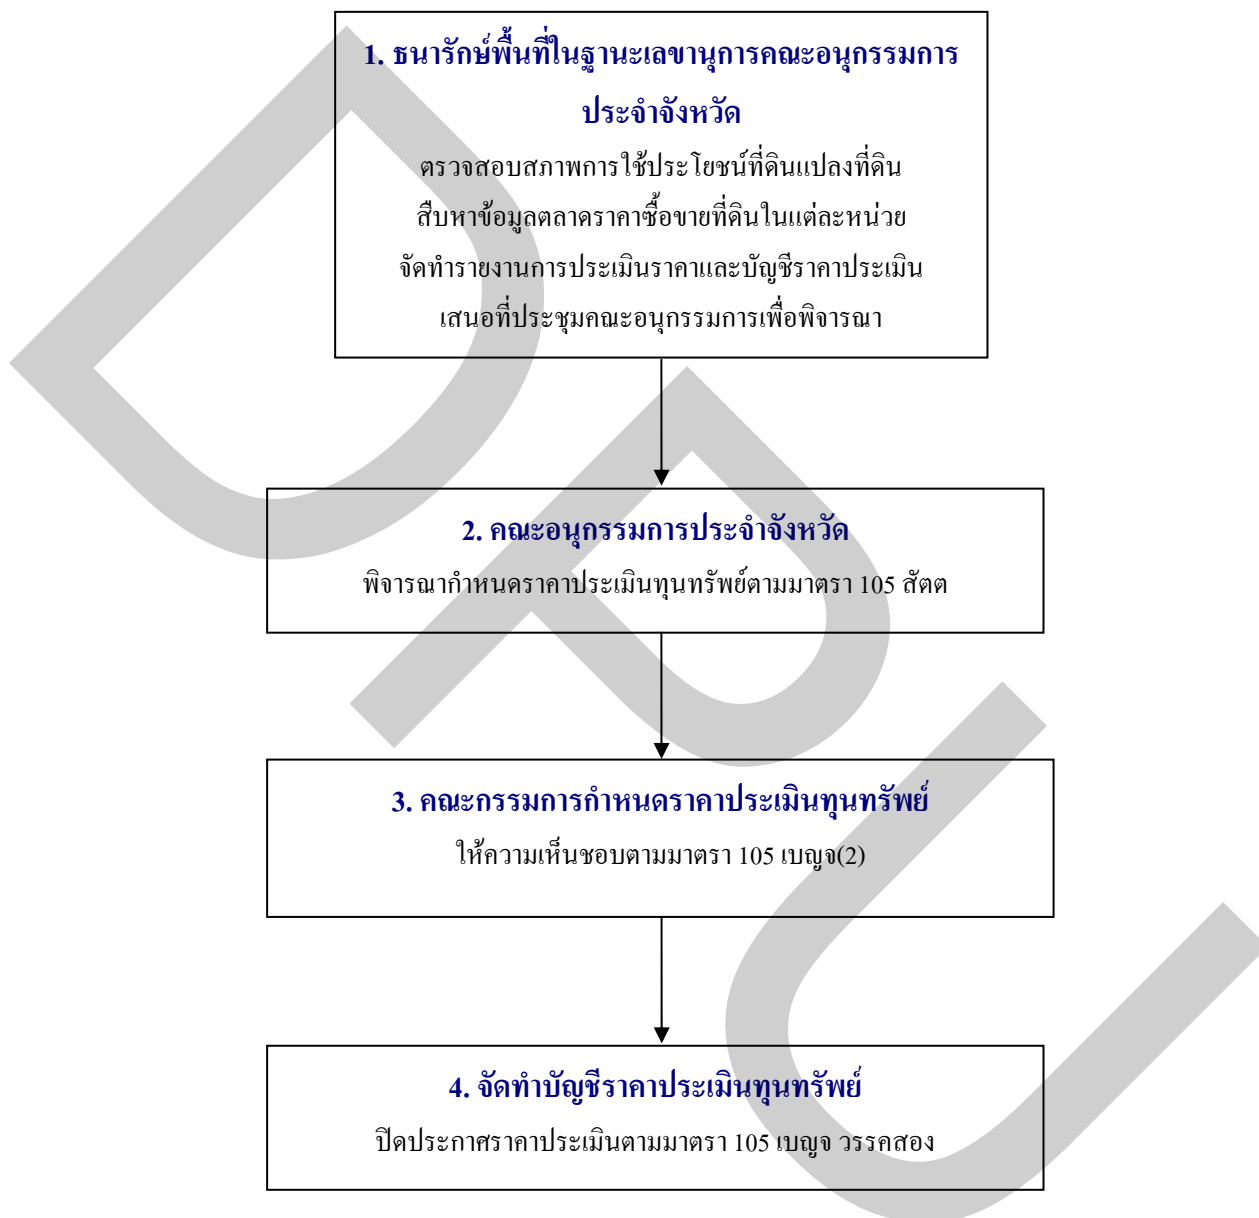 1. ธนารักษ์พื้นที่ในฐานะเลขานุการคณะอนุกรรมการ
ประจำจังหวัด
ตรวจสอบสภาพการใช้ประโยชน์ที่ดินแปลงที่ดิน
สืบหาข้อมูลตลาดราคาซื้อขายที่ดินในแต่ละหน่วย
จัดทำรายงานการประเมินราคาและบัญชีราคาประเมิน
เสนอที่ประชุมคณะอนุกรรมการเพื่อพิจารณา
2. คณะอนุกรรมการประจำจังหวัด
พิจารณากำหนดราคาประเมินทุนทรัพย์ตามมาตรา 105 สัตต
3. คณะกรรมการกำหนดราคาประเมินทุนทรัพย์
ให้ความเห็นชอบตามมาตรา 105 เบญจ(2)
4. จัดทำบัญชีราคาประเมินทุนทรัพย์
ปิดประกาศราคาประเมินตามมาตรา 105 เบญจ วรรคสอง
DPU